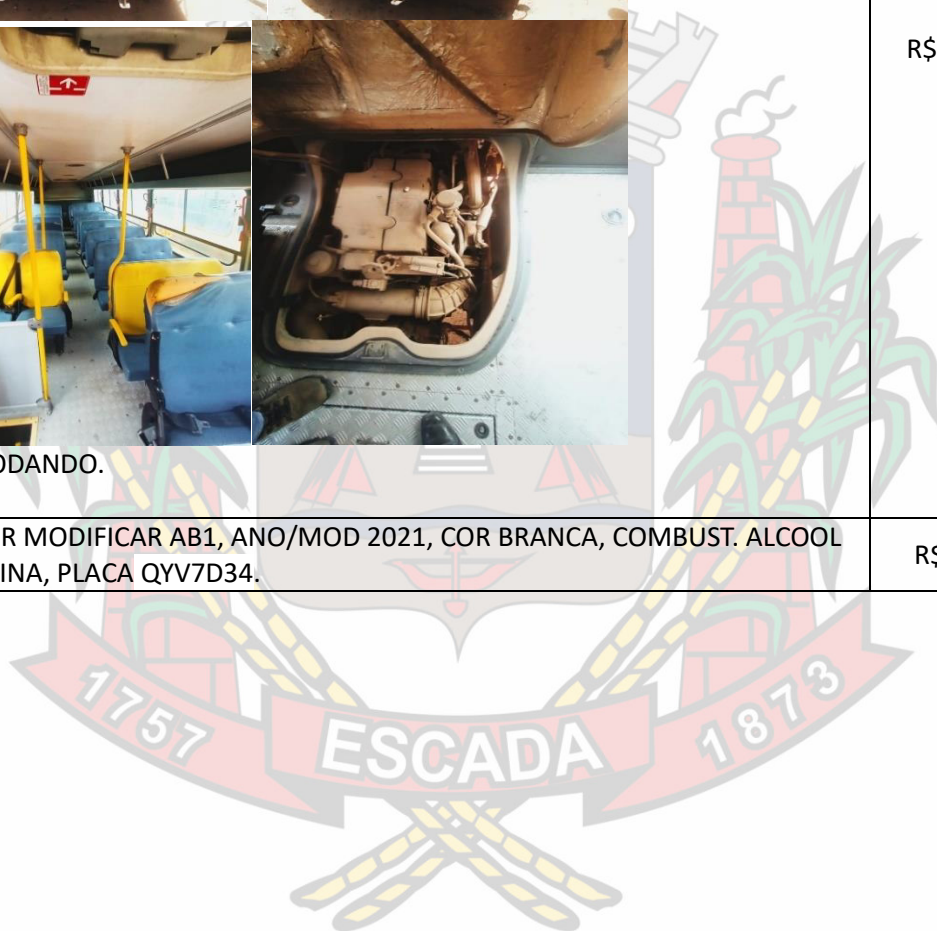 R$
ODANDO.
R MODIFICAR AB1, ANO/MOD 2021, COR BRANCA, COMBUST. ALCOOL
INA, PLACA QYV7D34.
R$
1757
ESCADA
1873